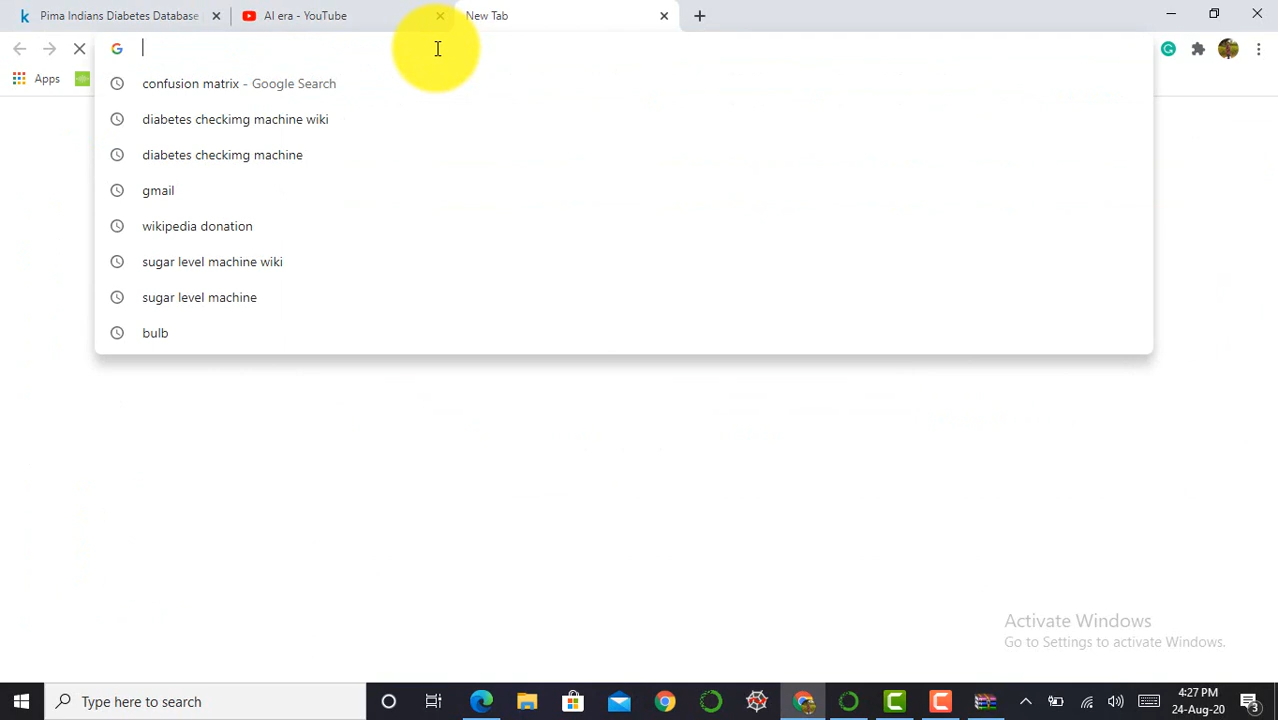 Pima Indians Diabetes Database
AI era - YouTube
New Tab
Apps
confusion matrix - Google Search
diabetes checkimg machine wiki
diabetes checkimg machine
gmail
wikipedia donation
sugar level machine wiki
sugar level machine
bulb
Activate Windows
Go to Settings to activate Windows.
Type here to search
4:27 PM
24-Aug-20
3